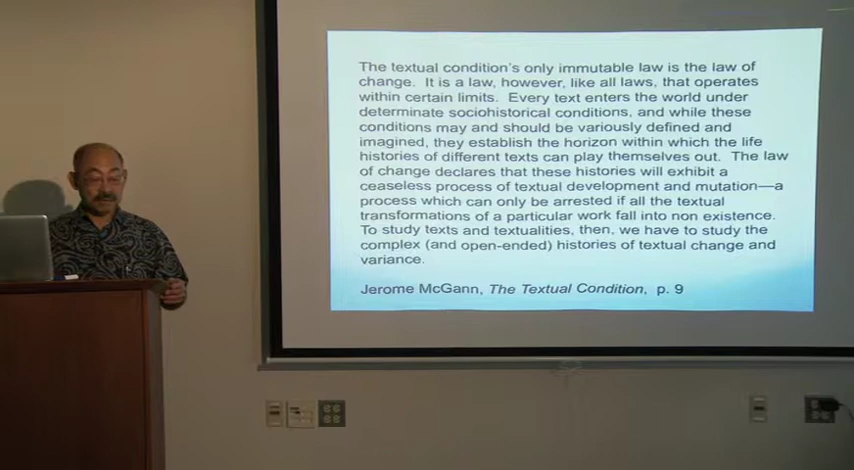 The textual condition's only immutable law is the law of
change. It is a law, however, like all laws, that operates
within certain limits. Every text enters the world under
determinate sociohistorical conditions, and while these
conditions may and should be variously defined and
imagined, they establish the horizon within which the life
histories of different texts can play themselves out. The law
of change declares that these histories will exhibit a
ceaseless process of textual development and mutation—a
process which can only be arrested if all the textual
transformations of a particular work fall into non existence.
To study texts and textualities, then, we have to study the
complex (and open-ended) histories of textual change and
variance.
Jerome McGann, The Textual Condition, p. 9